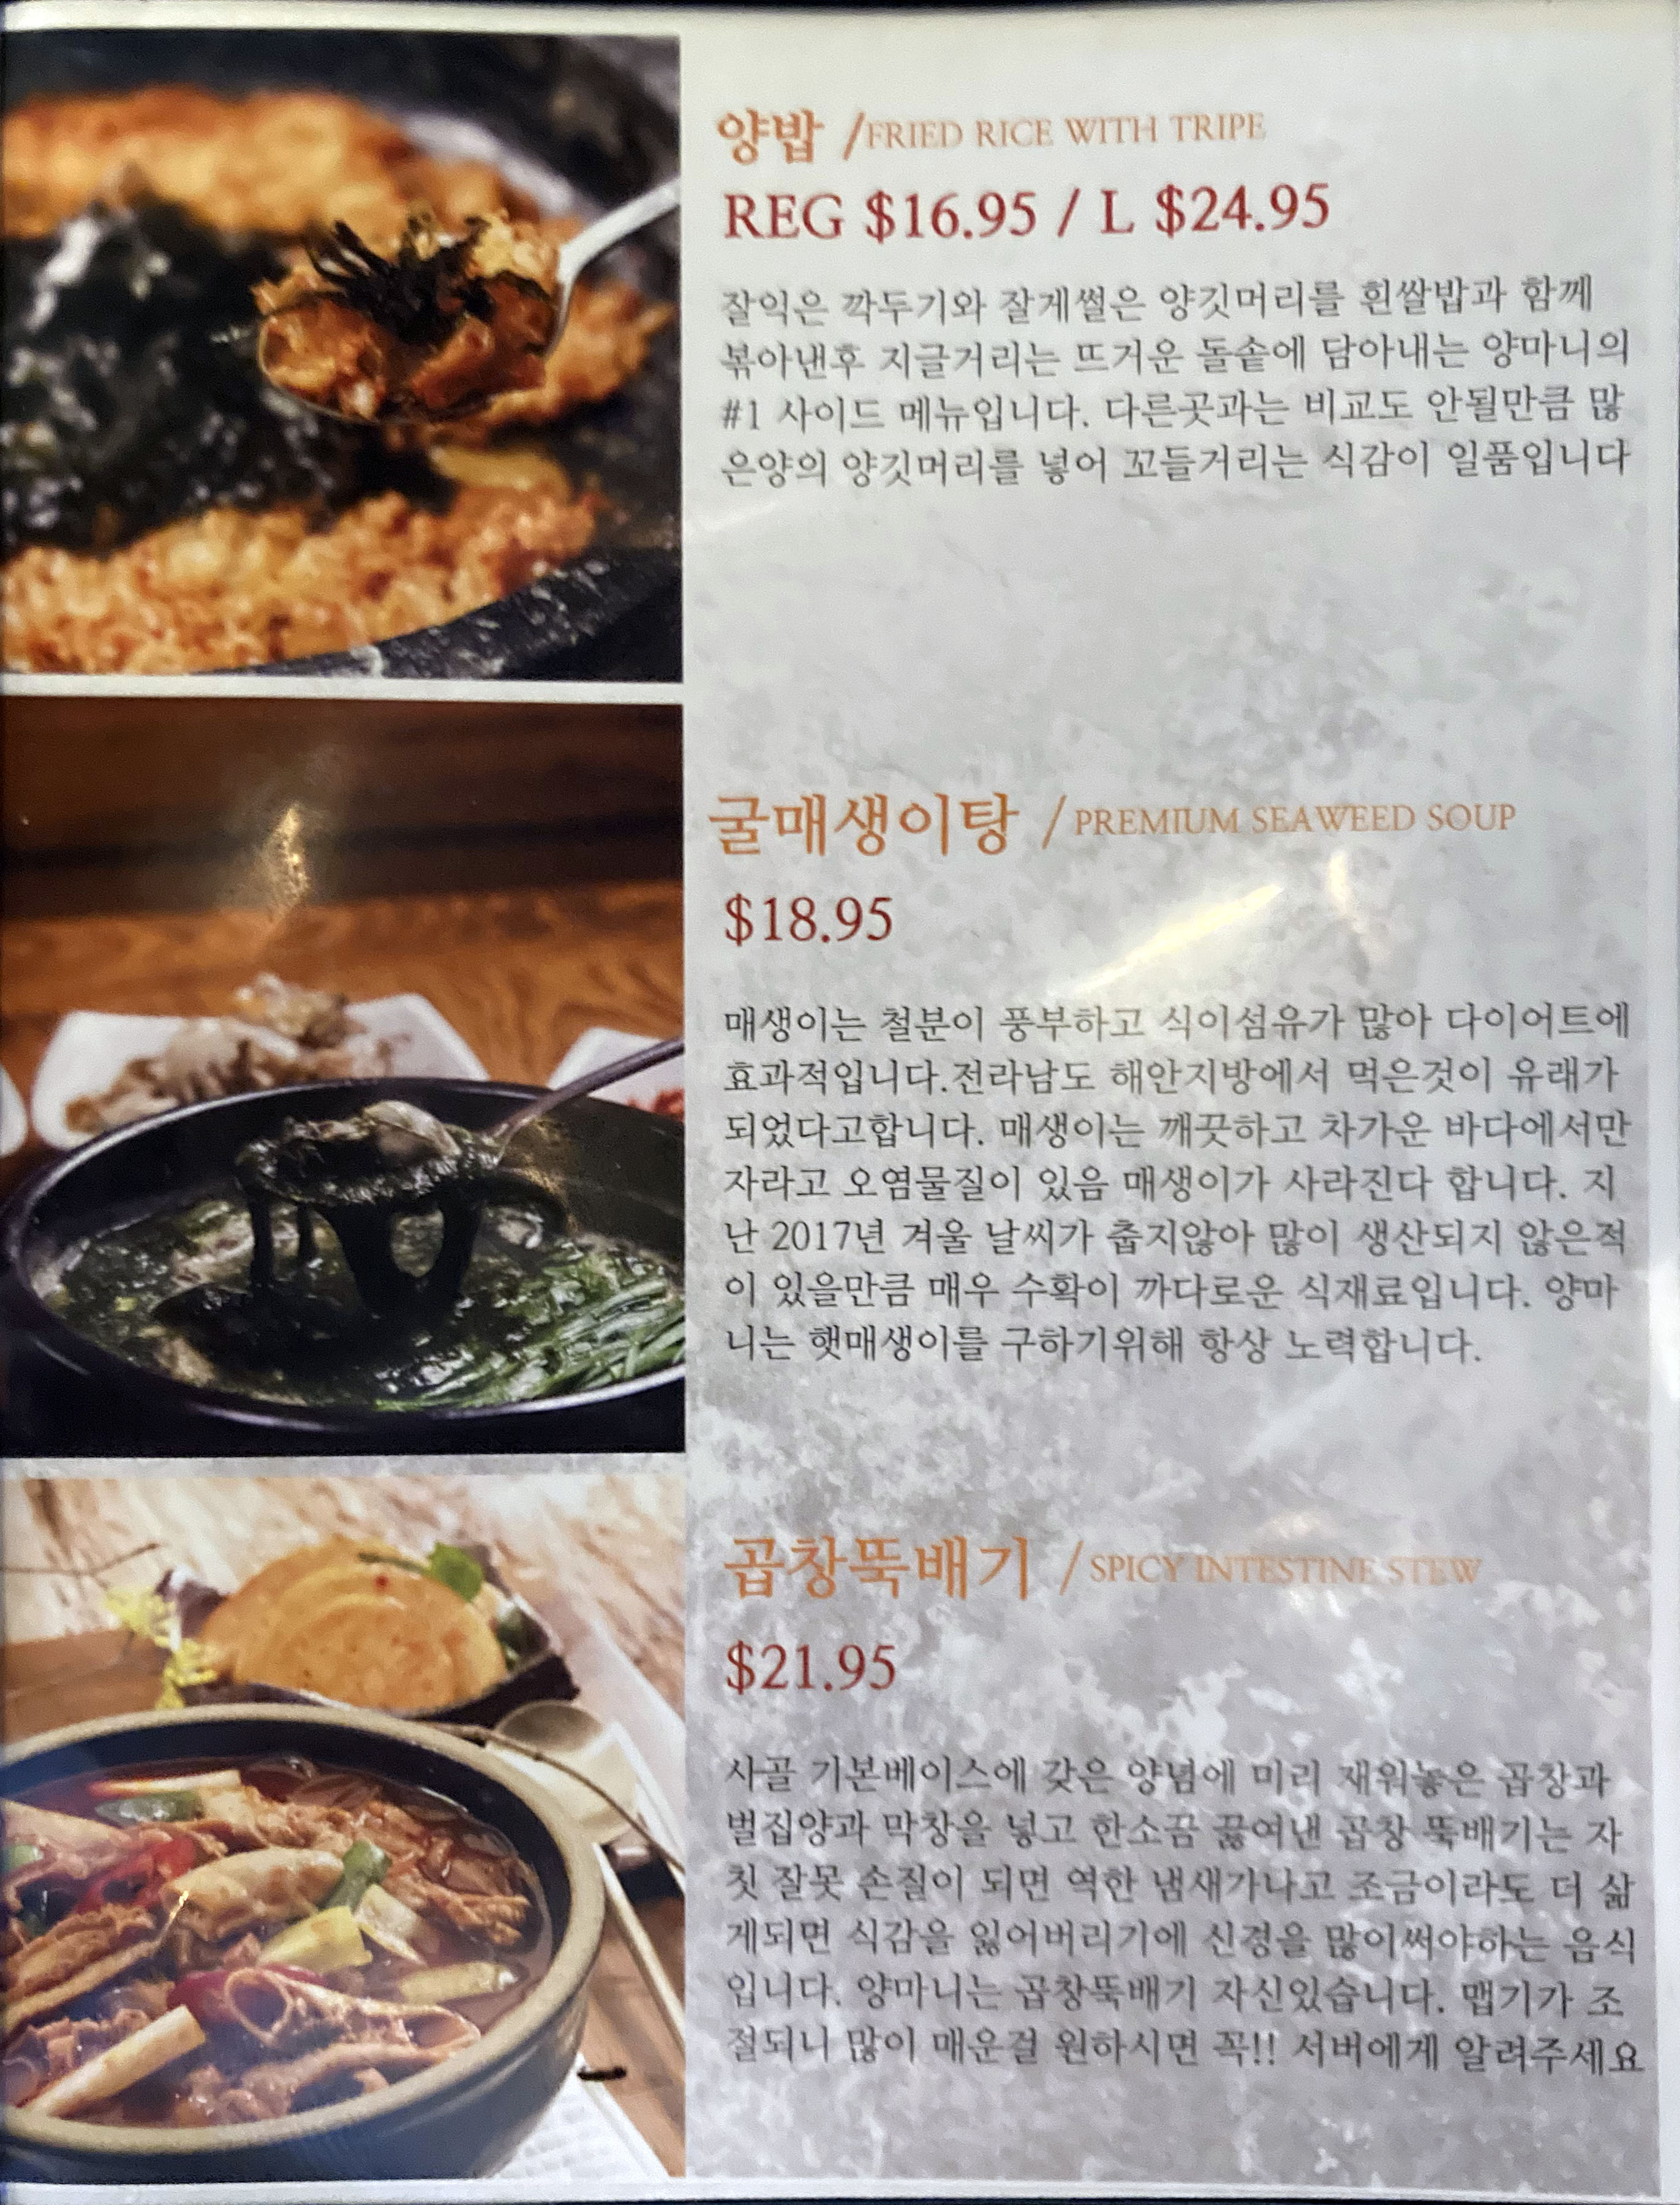 양밥 /FRIED RICE WITH TRIPE
REG $16.95 / L $24.95
잘익은 깍두기와 잘게썰은 양깃머리를 흰쌀밥과 함께
볶아낸후 지글거리는 뜨거운 돌솥에 담아내는 양마니의
#1 사이드 메뉴입니다. 다른곳과는 비교도 안될만큼 많
은양의 양깃머리를 넣어 꼬들거리는 식감이 일품입니다
굴매생이탕 /PREMIUM SEAWEED SOUP
$18.95
매생이는 철분이 풍부하고 식이섬유가 많아 다이어트에
효과적입니다.전라남도 해안지방에서 먹은것이 유래가
되었다고합니다. 매생이는 깨끗하고 차가운 바다에서만
자라고 오염물질이 있음 매생이가 사라진다 합니다. 지
난 2017년 겨울 날씨가 춥지않아 많이 생산되지 않은적
이 있을만큼 매우 수확이 까다로운 식재료입니다. 양마
니는 햇매생이를 구하기위해 항상 노력합니다.
곱창뚝배기 /SPICY INTESTINE STEW
$21.95
사골 기본베이스에 갖은 양념에 미리 재워놓은 곱창과
벌집양과 막창을 넣고 한소끔 끓여낸 곱창 뚝배기는 자
칫 잘못 손질이 되면 역한 냄새가나고 조금이라도 더 삶
게되면 식감을 잃어버리기에 신경을 많이써야하는 음식
입니다. 양마니는 곱창뚝배기 자신있습니다. 맵기가 조
절되니 많이 매운걸 원하시면 꼭!! 서버에게 알려주세요